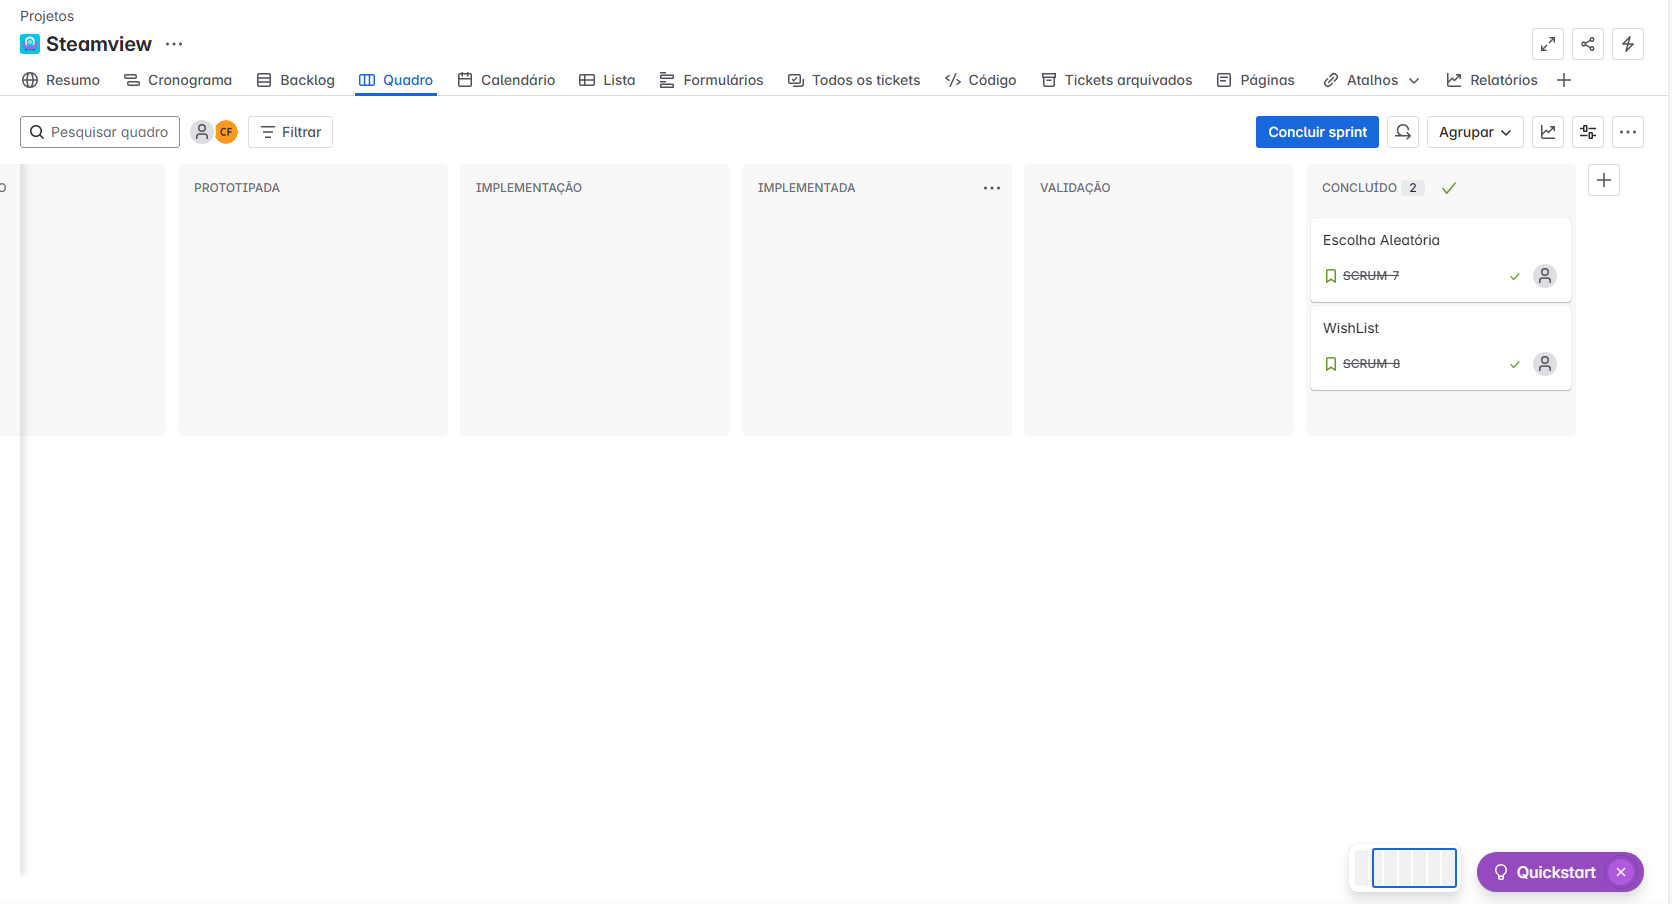 Projetos
Steamview
Resumo Cronograma Backlog Quadro Calendário Lista Formulários Todos os tickets Código Tickets arquivados Páginas Atalhos Relatórios
Pesquisar quadro CF Filtrar Concluir sprint Agrupar
O PROTOTIPADA IMPLEMENTAÇÃO IMPLEMENTADA VALIDAÇÃO CONCLUÍDO 2
Escolha Aleatória
SCRUM-7
WishList
SCRUM-8
Quickstart